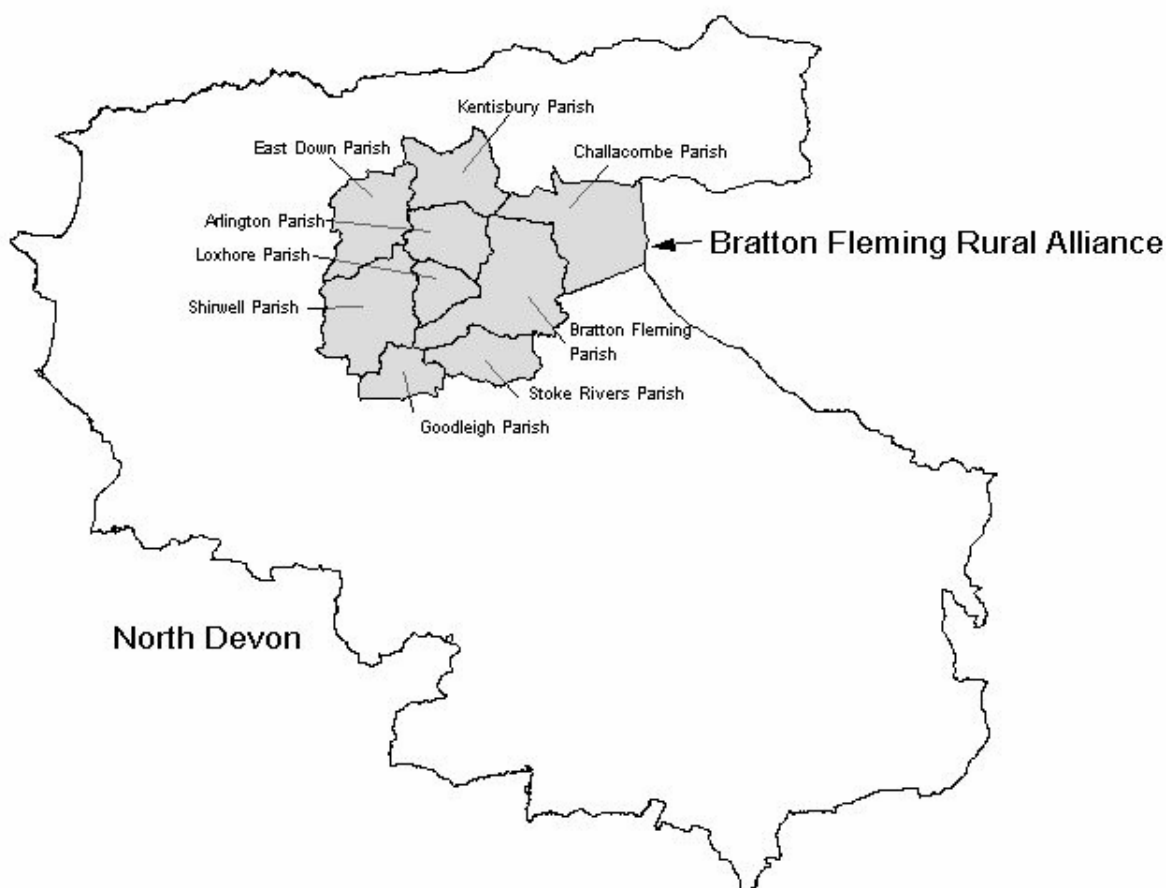 Kentisbury Parish
East Down Parish
Challacombe Parish
Arlington Parish
Loxhore Parish
Bratton Fleming Rural Alliance
Shirwell Parish
Bratton Fleming
Parish
Stoke Rivers Parish
Goodleigh Parish
North Devon